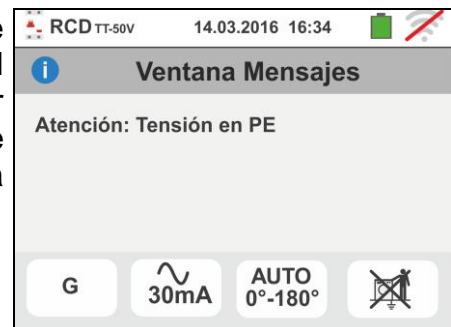 RCD TT-50V 14.03.2016 16:34
i Ventana Mensajes
Atención: Tensión en PE
G 30mA AUTO
0°-180°